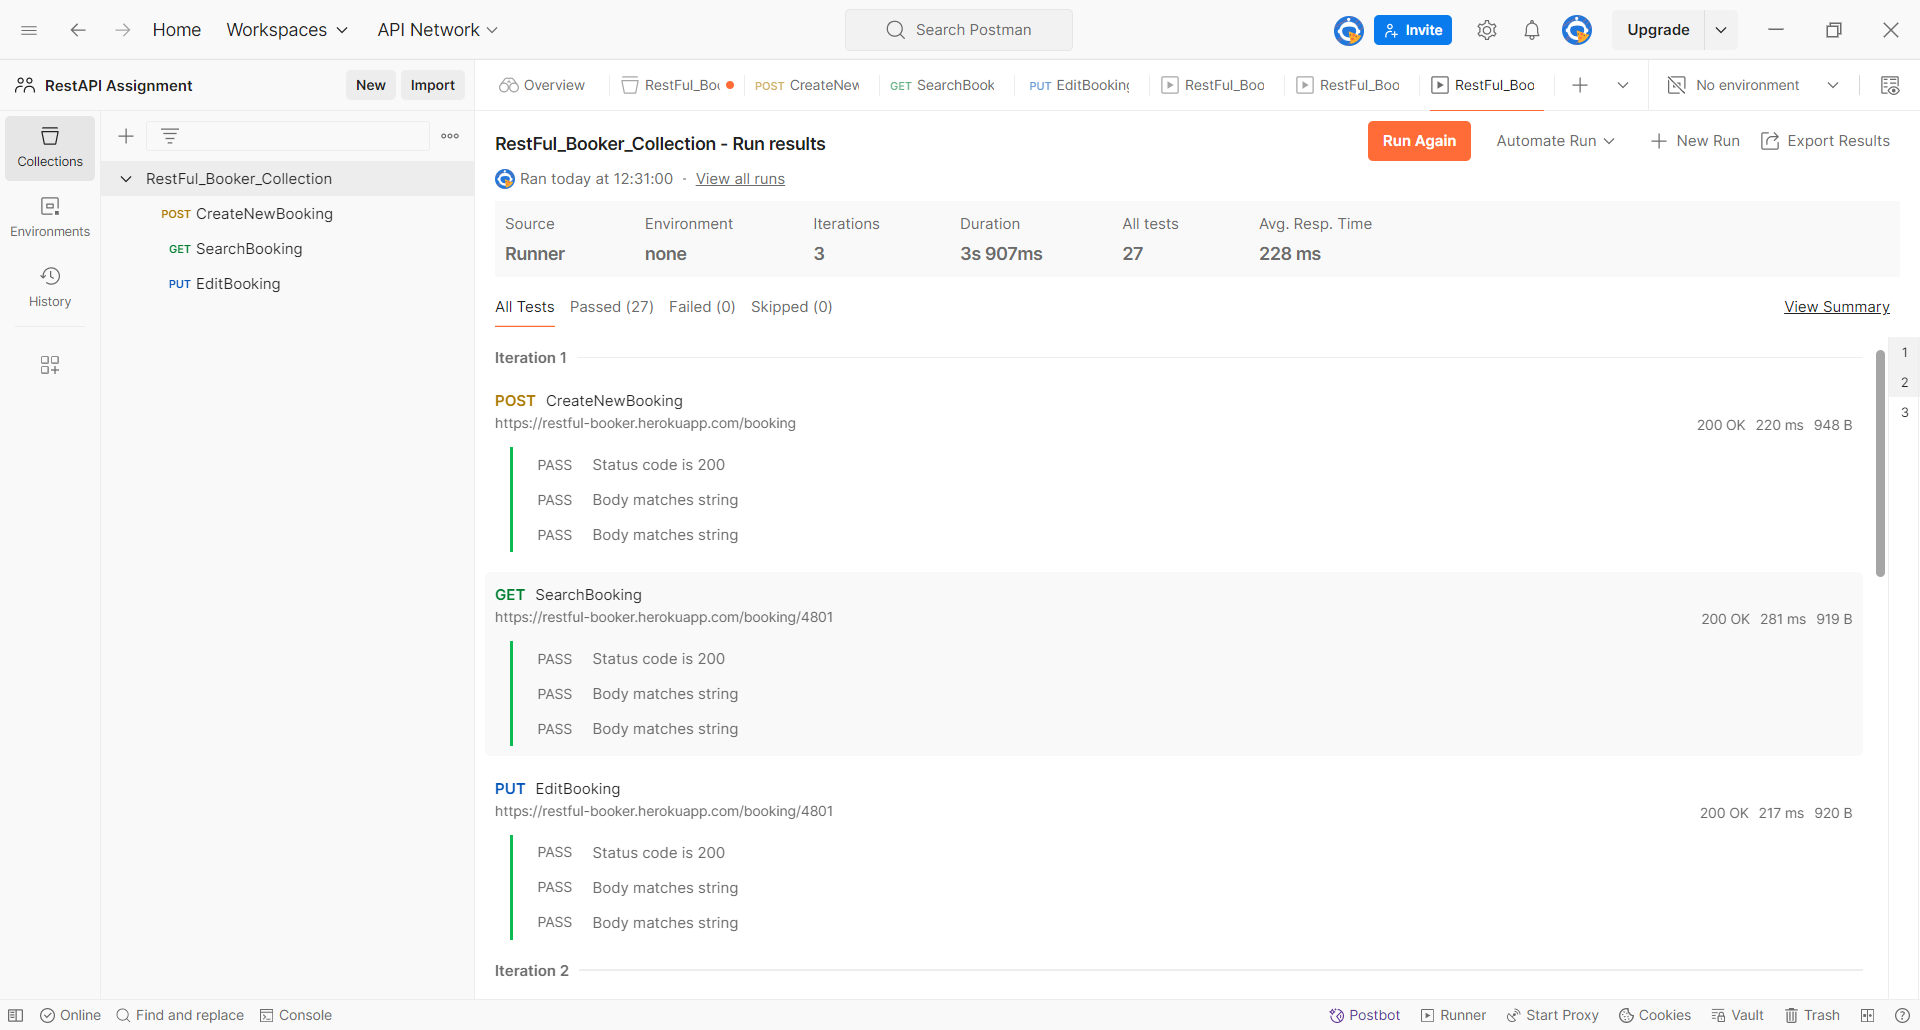 Home
Workspaces
API Network
Search Postman
Invite
Upgrade
RestAPI Assignment
New
Import
Overview
RestFul_Boo
POST CreateNew
GET SearchBook
PUT EditBooking
RestFul_Boo
RestFul_Boo
RestFul_Boo
No environment
Collections
Environments
History
RestFul_Booker_Collection
POST CreateNewBooking
GET SearchBooking
PUT EditBooking
RestFul_Booker_Collection - Run results
Run Again
Automate Run
New Run
Export Results
Ran today at 12:31:00 · View all runs
Source Environment Iterations Duration All tests Avg. Resp. Time
Runner none 3 3s 907ms 27 228 ms
All Tests Passed (27) Failed (0) Skipped (0)
View Summary
1
2
3
Iteration 1
POST CreateNewBooking
https://restful-booker.herokuapp.com/booking
200 OK 220 ms 948 B
PASS Status code is 200
PASS Body matches string
PASS Body matches string
GET SearchBooking
https://restful-booker.herokuapp.com/booking/4801
200 OK 281 ms 919 B
PASS Status code is 200
PASS Body matches string
PASS Body matches string
PUT EditBooking
https://restful-booker.herokuapp.com/booking/4801
200 OK 217 ms 920 B
PASS Status code is 200
PASS Body matches string
PASS Body matches string
Iteration 2
Online
Find and replace
Console
Postbot
Runner
Start Proxy
Cookies
Vault
Trash